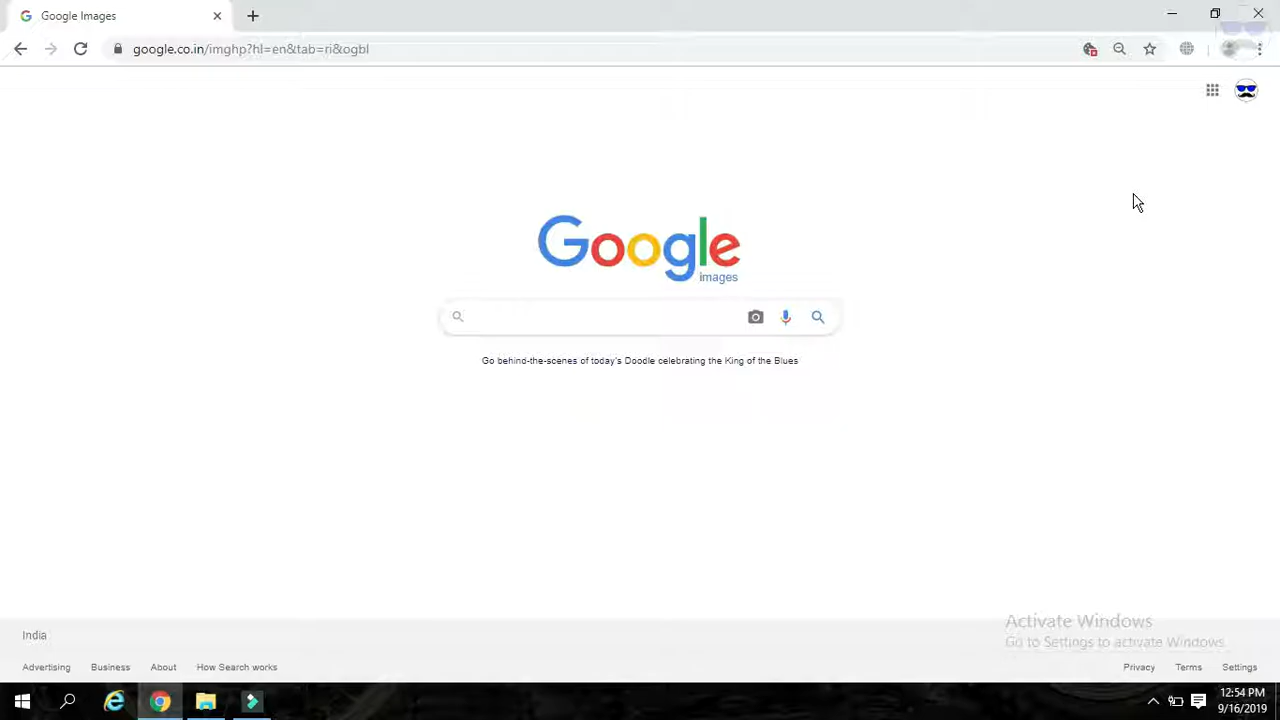 Google Images
google.co.in/imghp?hl=en&tab=ri&ogbl
Google
images
Go behind-the-scenes of today's Doodle celebrating the King of the Blues
Activate Windows
Go to Settings to activate Windows.
India
Advertising Business About How Search works Privacy Terms Settings
12:54 PM
9/16/2019